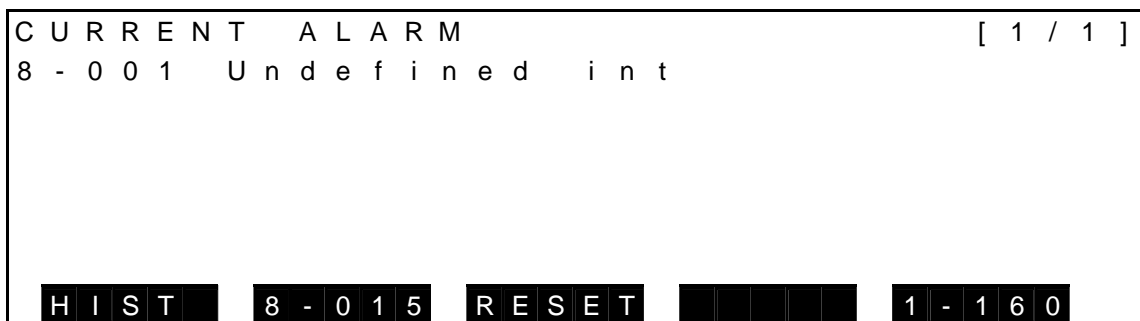 CURRENT ALARM [1/1]
8-001 Undefined int
HIST 8-015 RESET 1-160